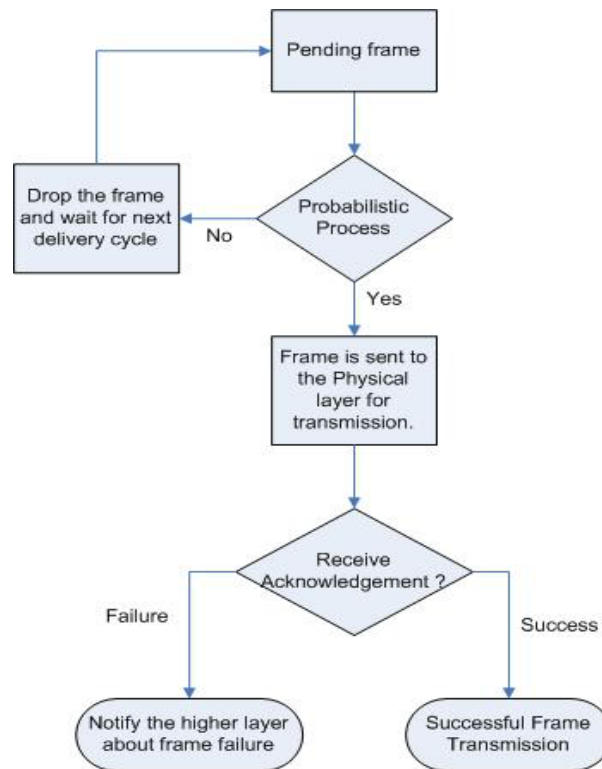 Pending frame
Probabilistic
Process
Drop the frame
and wait for next
delivery cycle
No
Yes
Frame is sent to
the Physical
layer for
transmission.
Receive
Acknowledgement ?
Failure
Success
Notify the higher layer
about frame failure
Successful Frame
Transmission